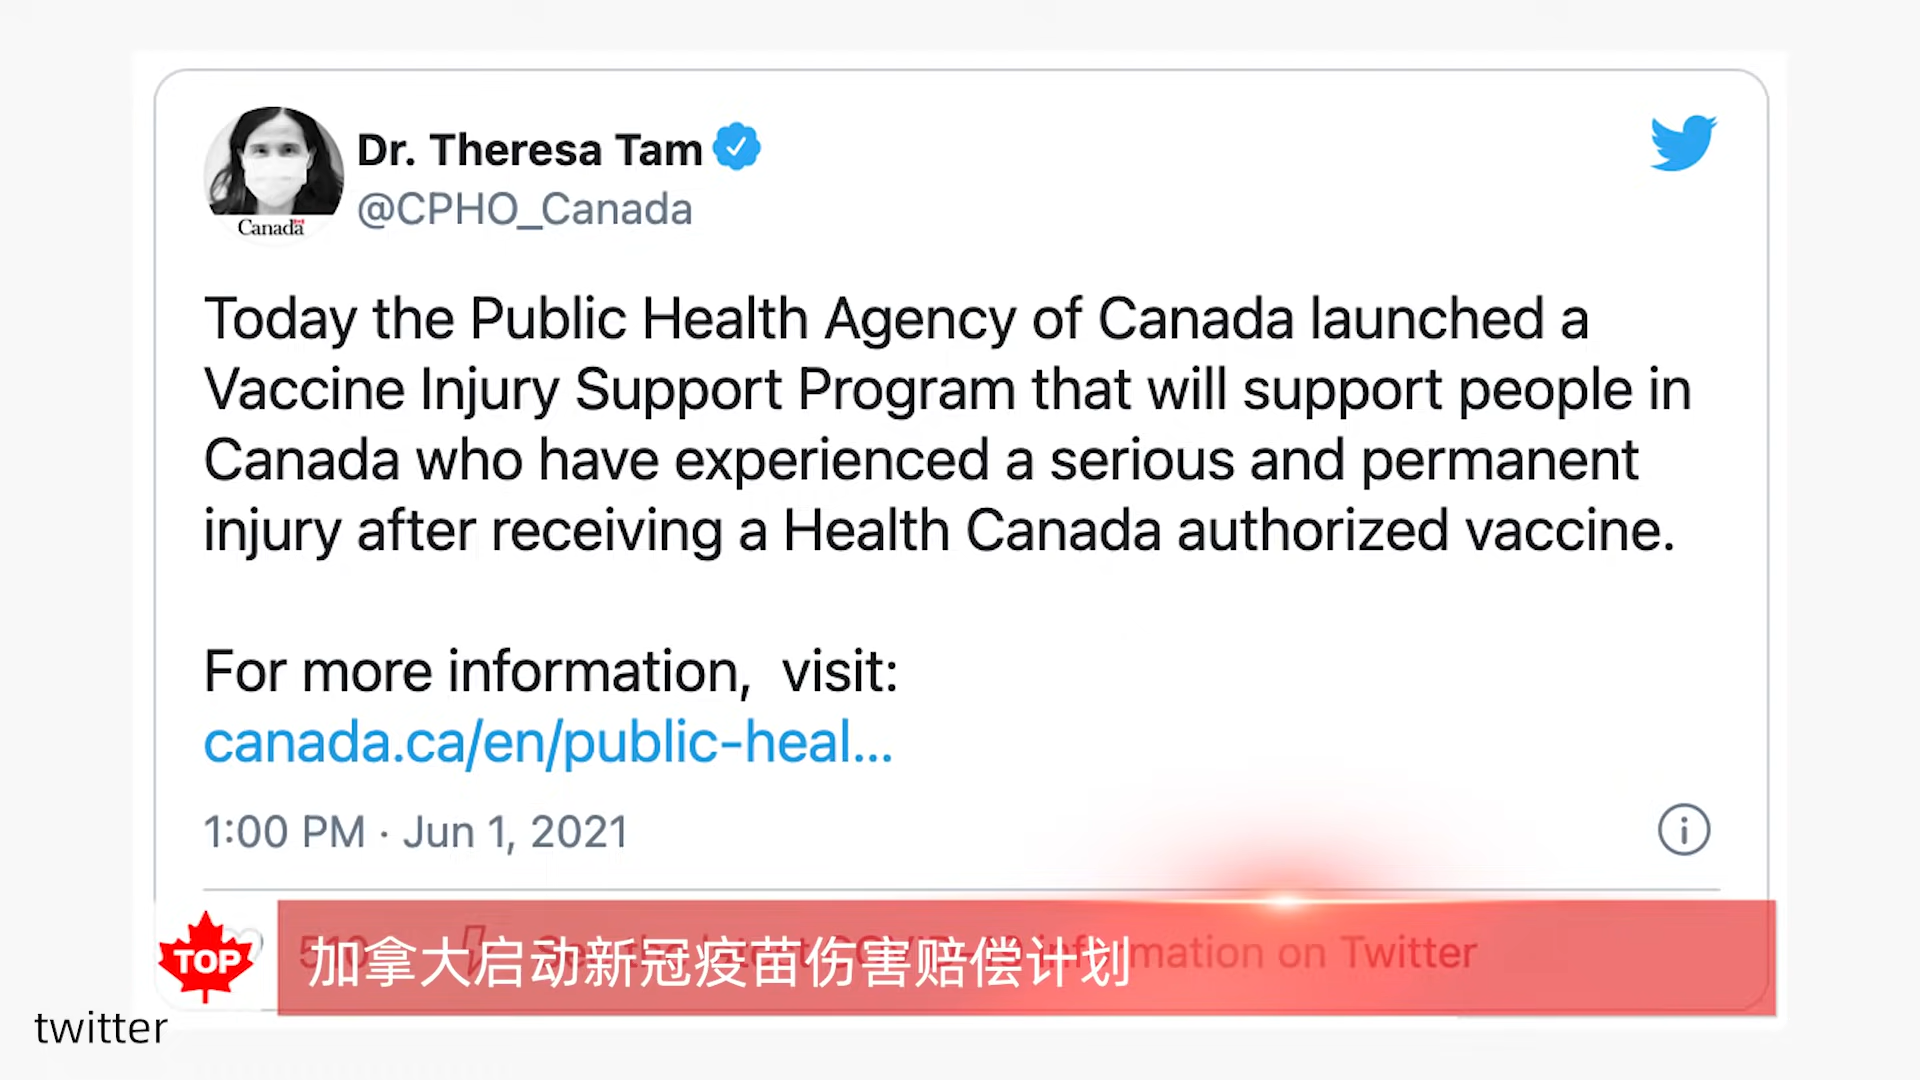 Dr. Theresa Tam
@CPHO_Canada
Canada
Today the Public Health Agency of Canada launched a
Vaccine Injury Support Program that will support people in
Canada who have experienced a serious and permanent
injury after receiving a Health Canada authorized vaccine.
For more information, visit:
canada.ca/en/public-heal...
1:00 PM · Jun 1, 2021
information on Twitter
TOP
加拿大启动新冠疫苗伤害赔偿计划
twitter